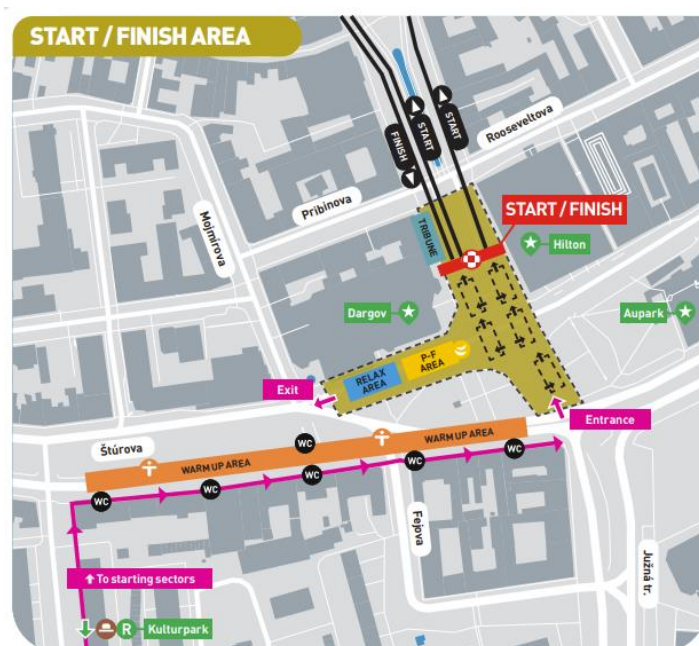 START / FINISH AREA
FINISH
START
START
Rooseveltova
Pribinova
Mojmírova
TRIBUNE
START/FINISH
Hilton
Dargov
Aupark
P-F
AREA
RELAX
AREA
Exit
Entrance
Štúrova
WC
WARM UP AREA
WARM UP AREA
WC
WC
WC
WC
WC
Fejova
Južná tr.
To starting sectors
R
Kulturpark